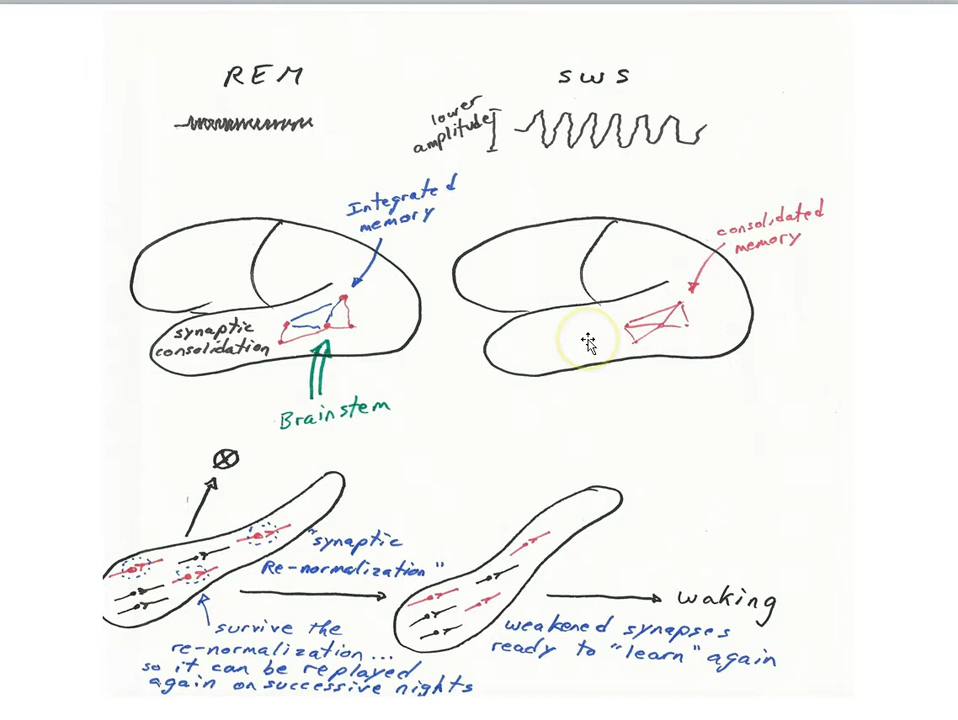 REM
SWS
lower
amplitude
Integrated
memory
consolidated
memory
synaptic
consolidation
Brainstem
"synaptic
Re-normalization"
waking
survive the
re-normalization...
so it can be replayed
again on successive nights
weakened synapses
ready to "learn" again